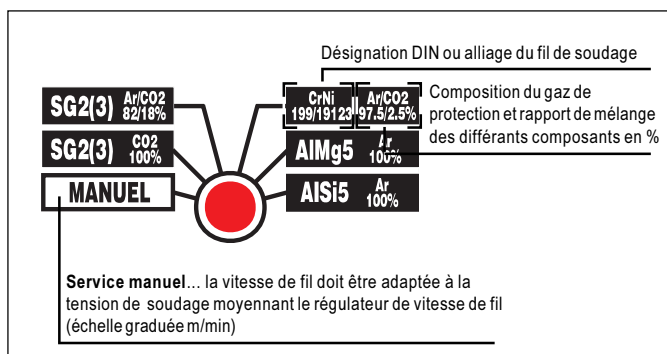 Désignation DIN ou alliage du fil de soudage
SG2(3) Ar/CO2 82/18%
CrNi 199/19123 Ar/CO2 97.5/2.5%
Composition du gaz de
protection et rapport de mélange
des différants composants en %
SG2(3) CO2 100%
AlMg5 Ar 100%
MANUEL
AlSi5 Ar 100%
Service manuel... la vitesse de fil doit être adaptée à la
tension de soudage moyennant le régulateur de vitesse de fil
(échelle graduée m/min)